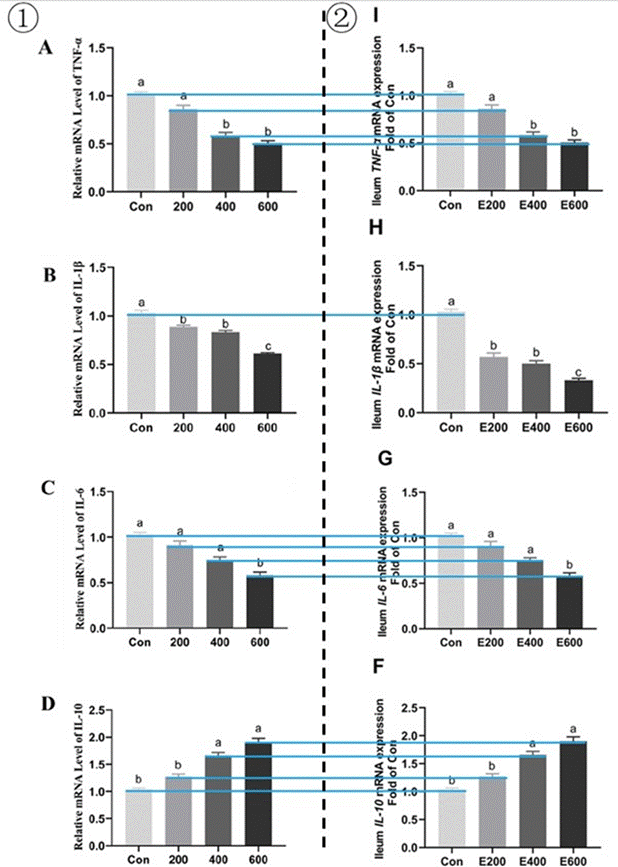 ① ② I
A
Relative mRNA Level of TNF-α
1.5
1.0
0.5
0.0
a
a
b
b
Con 200 400 600
Ileum TNF-α mRNA expression
Fold of Con
1.5
1.0
0.5
0.0
a
a
b
b
Con E200 E400 E600
H
B
Relative mRNA Level of IL-1β
1.5
1.0
0.5
0.0
a
b
b
c
Con 200 400 600
Ileum IL-1β mRNA expression
Fold of Con
1.5
1.0
0.5
0.0
a
b
b
c
Con E200 E400 E600
G
C
Relative mRNA Level of IL-6
1.5
1.0
0.5
0.0
a
a
a
b
Con 200 400 600
Ileum IL-6 mRNA expression
Fold of Con
1.5
1.0
0.5
0.0
a
a
a
b
Con E200 E400 E600
F
D
Relative mRNA Level of IL-10
2.5
2.0
1.5
1.0
0.5
0.0
b
b
a
a
Con 200 400 600
Ileum IL-10 mRNA expression
Fold of Con
2.5
2.0
1.5
1.0
0.5
0.0
b
b
a
a
Con E200 E400 E600